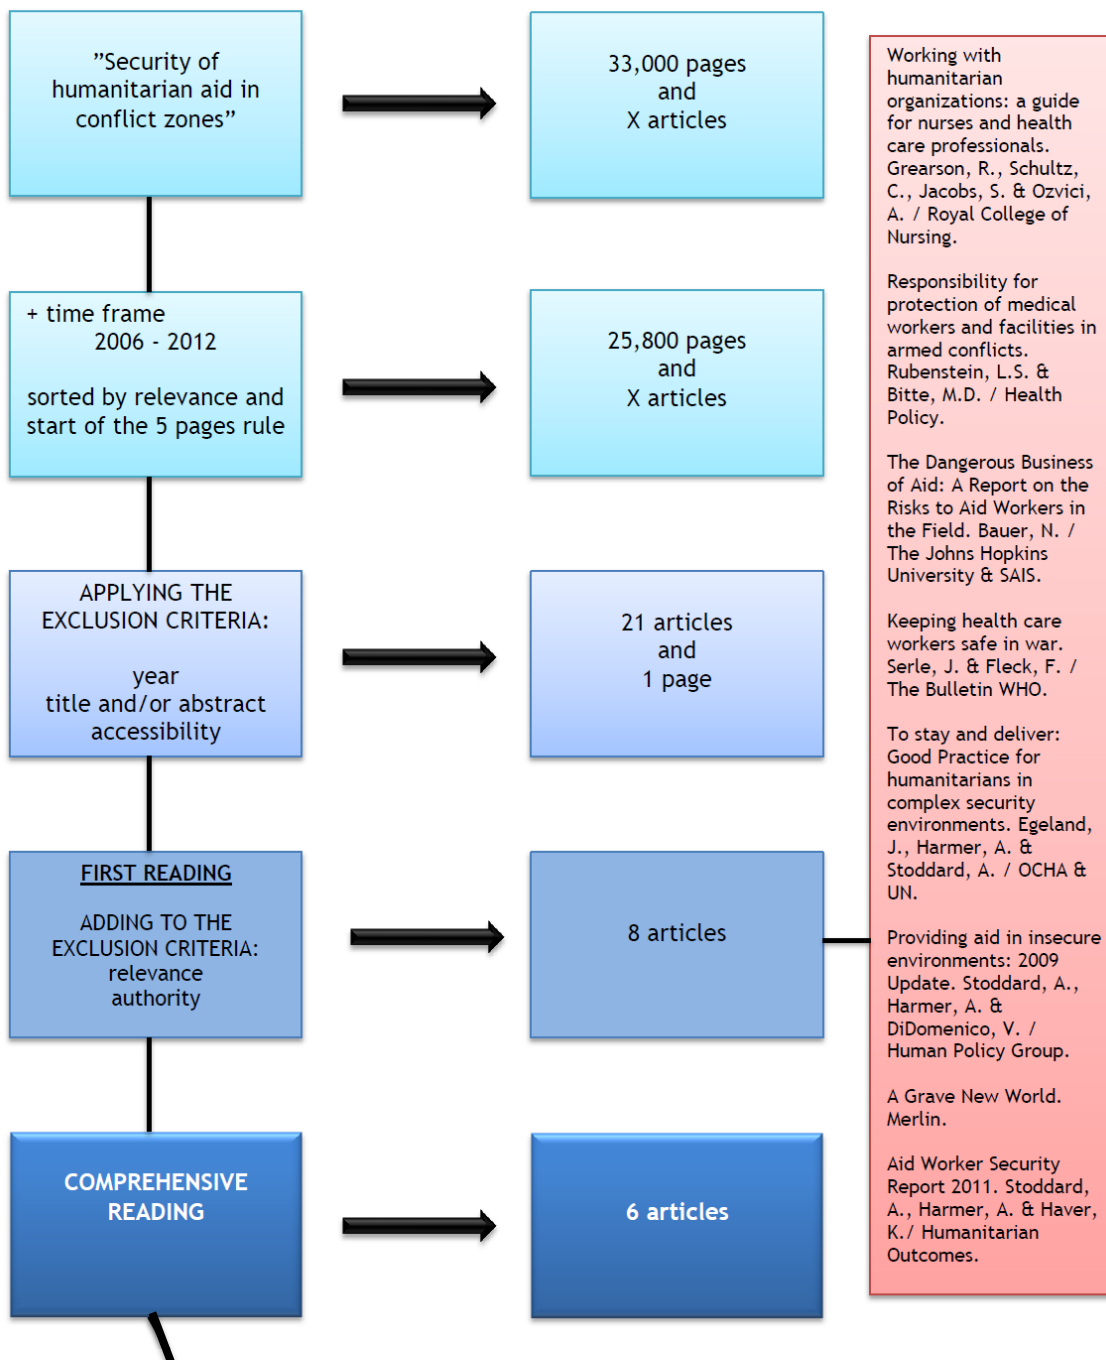 ”Security of
humanitarian aid in
conflict zones”
33,000 pages
and
X articles
+ time frame
2006 - 2012
sorted by relevance and
start of the 5 pages rule
25,800 pages
and
X articles
APPLYING THE
EXCLUSION CRITERIA:
year
title and/or abstract
accessibility
21 articles
and
1 page
FIRST READING
ADDING TO THE
EXCLUSION CRITERIA:
relevance
authority
8 articles
COMPREHENSIVE
READING
6 articles
Working with
humanitarian
organizations: a guide
for nurses and health
care professionals.
Grearson, R., Schultz,
C., Jacobs, S. & Ozvici,
A. / Royal College of
Nursing.
Responsibility for
protection of medical
workers and facilities in
armed conflicts.
Rubenstein, L.S. &
Bitte, M.D. / Health
Policy.
The Dangerous Business
of Aid: A Report on the
Risks to Aid Workers in
the Field. Bauer, N. /
The Johns Hopkins
University & SAIS.
Keeping health care
workers safe in war.
Serle, J. & Fleck, F. /
The Bulletin WHO.
To stay and deliver:
Good Practice for
humanitarians in
complex security
environments. Egeland,
J., Harmer, A. &
Stoddard, A. / OCHA &
UN.
Providing aid in insecure
environments: 2009
Update. Stoddard, A.,
Harmer, A. &
DiDomenico, V. /
Human Policy Group.
A Grave New World.
Merlin.
Aid Worker Security
Report 2011. Stoddard,
A., Harmer, A. & Haver,
K./ Humanitarian
Outcomes.